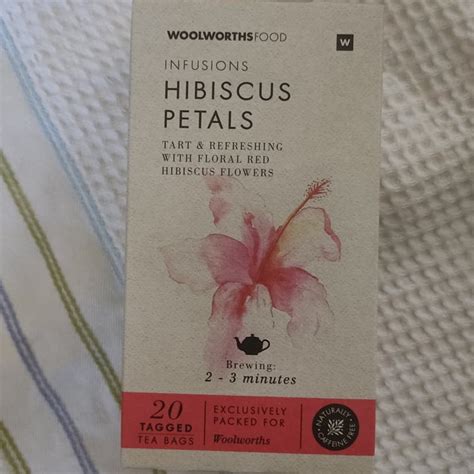 WOOLWORTHSFOOD
W
INFUSIONS
HIBISCUS
PETALS
TART & REFRESHING
WITH FLORAL RED
HIBISCUS FLOWERS
Brewing:
2 - 3 minutes
20
TAGGED
TEA BAGS
EXCLUSIVELY
PACKED FOR
Woolworths
NATURALLY
CAFFEINE FREE